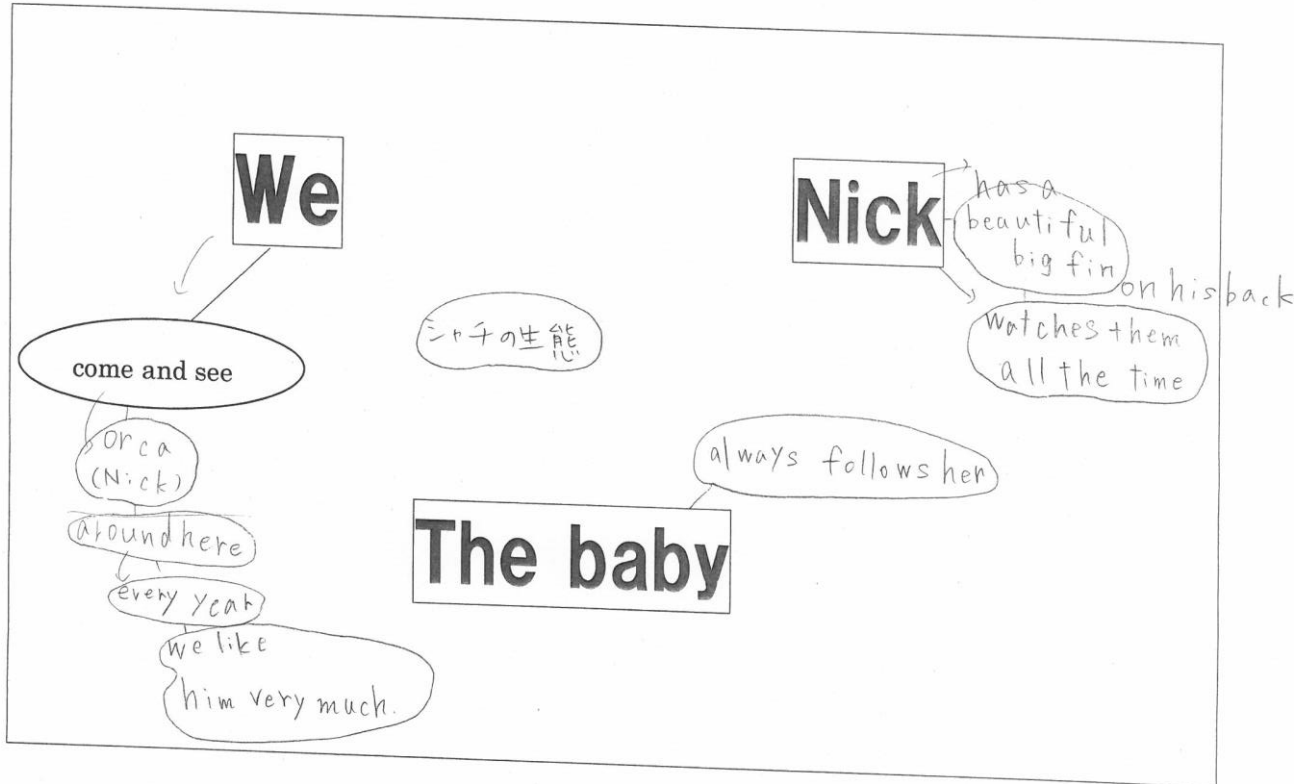 We
come and see
orca
(Nick)
around here
every year
we like
him very much.
シャチの生態
Nick
has a
beautiful
big fin
on his back
watches them
all the time
always follows her
The baby